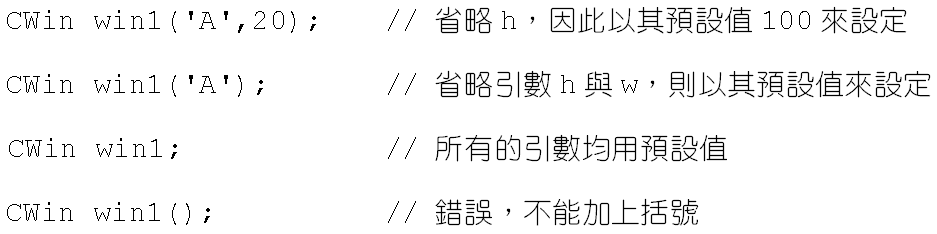 CWin win1('A',20);    // 省略 h，因此以其預設值 100 來設定
CWin win1('A');    // 省略引數 h 與 w，則以其預設值來設定
CWin win1;    // 所有的引數均用預設值
CWin win1();    // 錯誤，不能加上括號